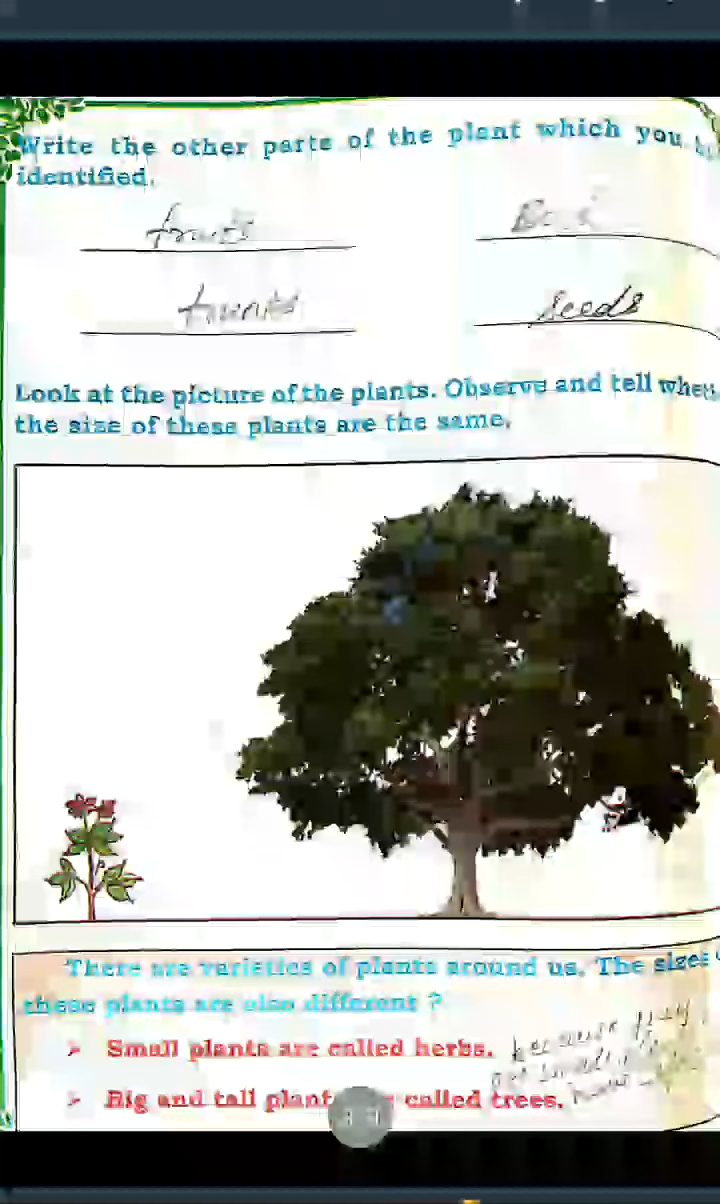 Write the other parts of the plant which you
identified.
fruits
seeds
Look at the picture of the plants. Observe and tell
the size of these plants are the same.
There are varieties of plants around us. The sizes
these plants are also different ?
Small plants are called herbs. because they
Big and tall called trees.